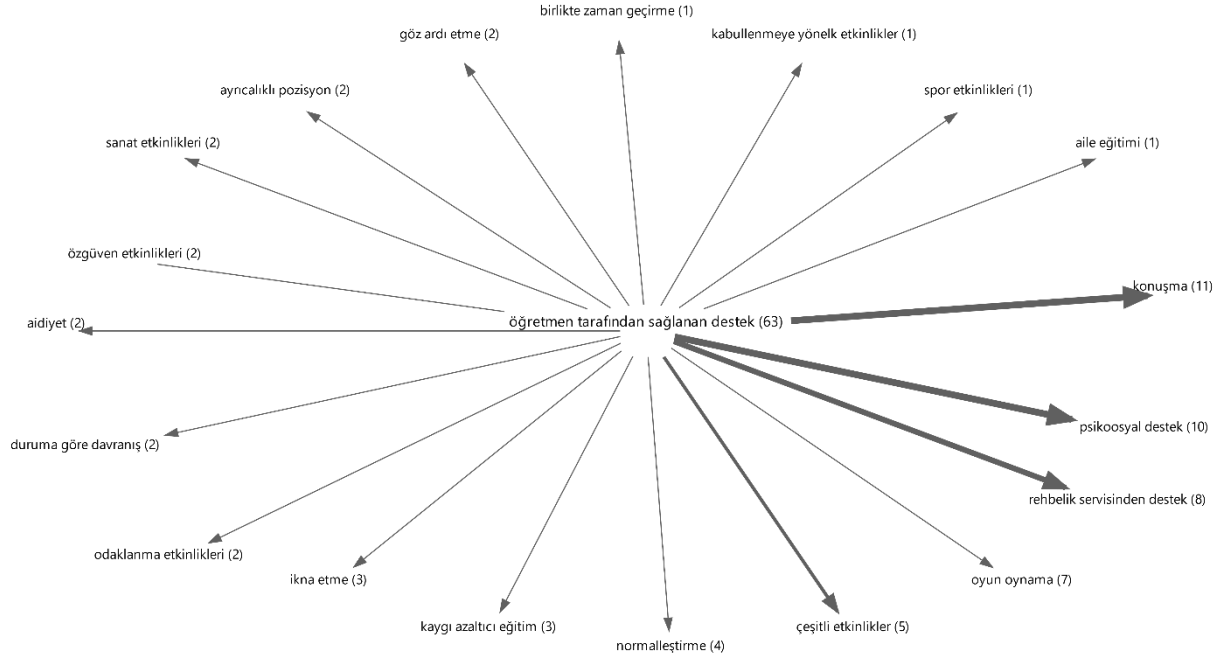 birlikte zaman geçirme (1)
göz ardı etme (2)
kabullenmeye yönelk etkinlikler (1)
ayrıcalıklı pozisyon (2)
spor etkinlikleri (1)
sanat etkinlikleri (2)
aile eğitimi (1)
özgüven etkinlikleri (2)
konuşma (11)
aidiyet (2)
öğretmen tarafından sağlanan destek (63)
psikoosyal destek (10)
duruma göre davranış (2)
rehbelik servisinden destek (8)
odaklanma etkinlikleri (2)
ikna etme (3)
oyun oynama (7)
kaygı azaltıcı eğitim (3)
çeşitli etkinlikler (5)
normalleştirme (4)